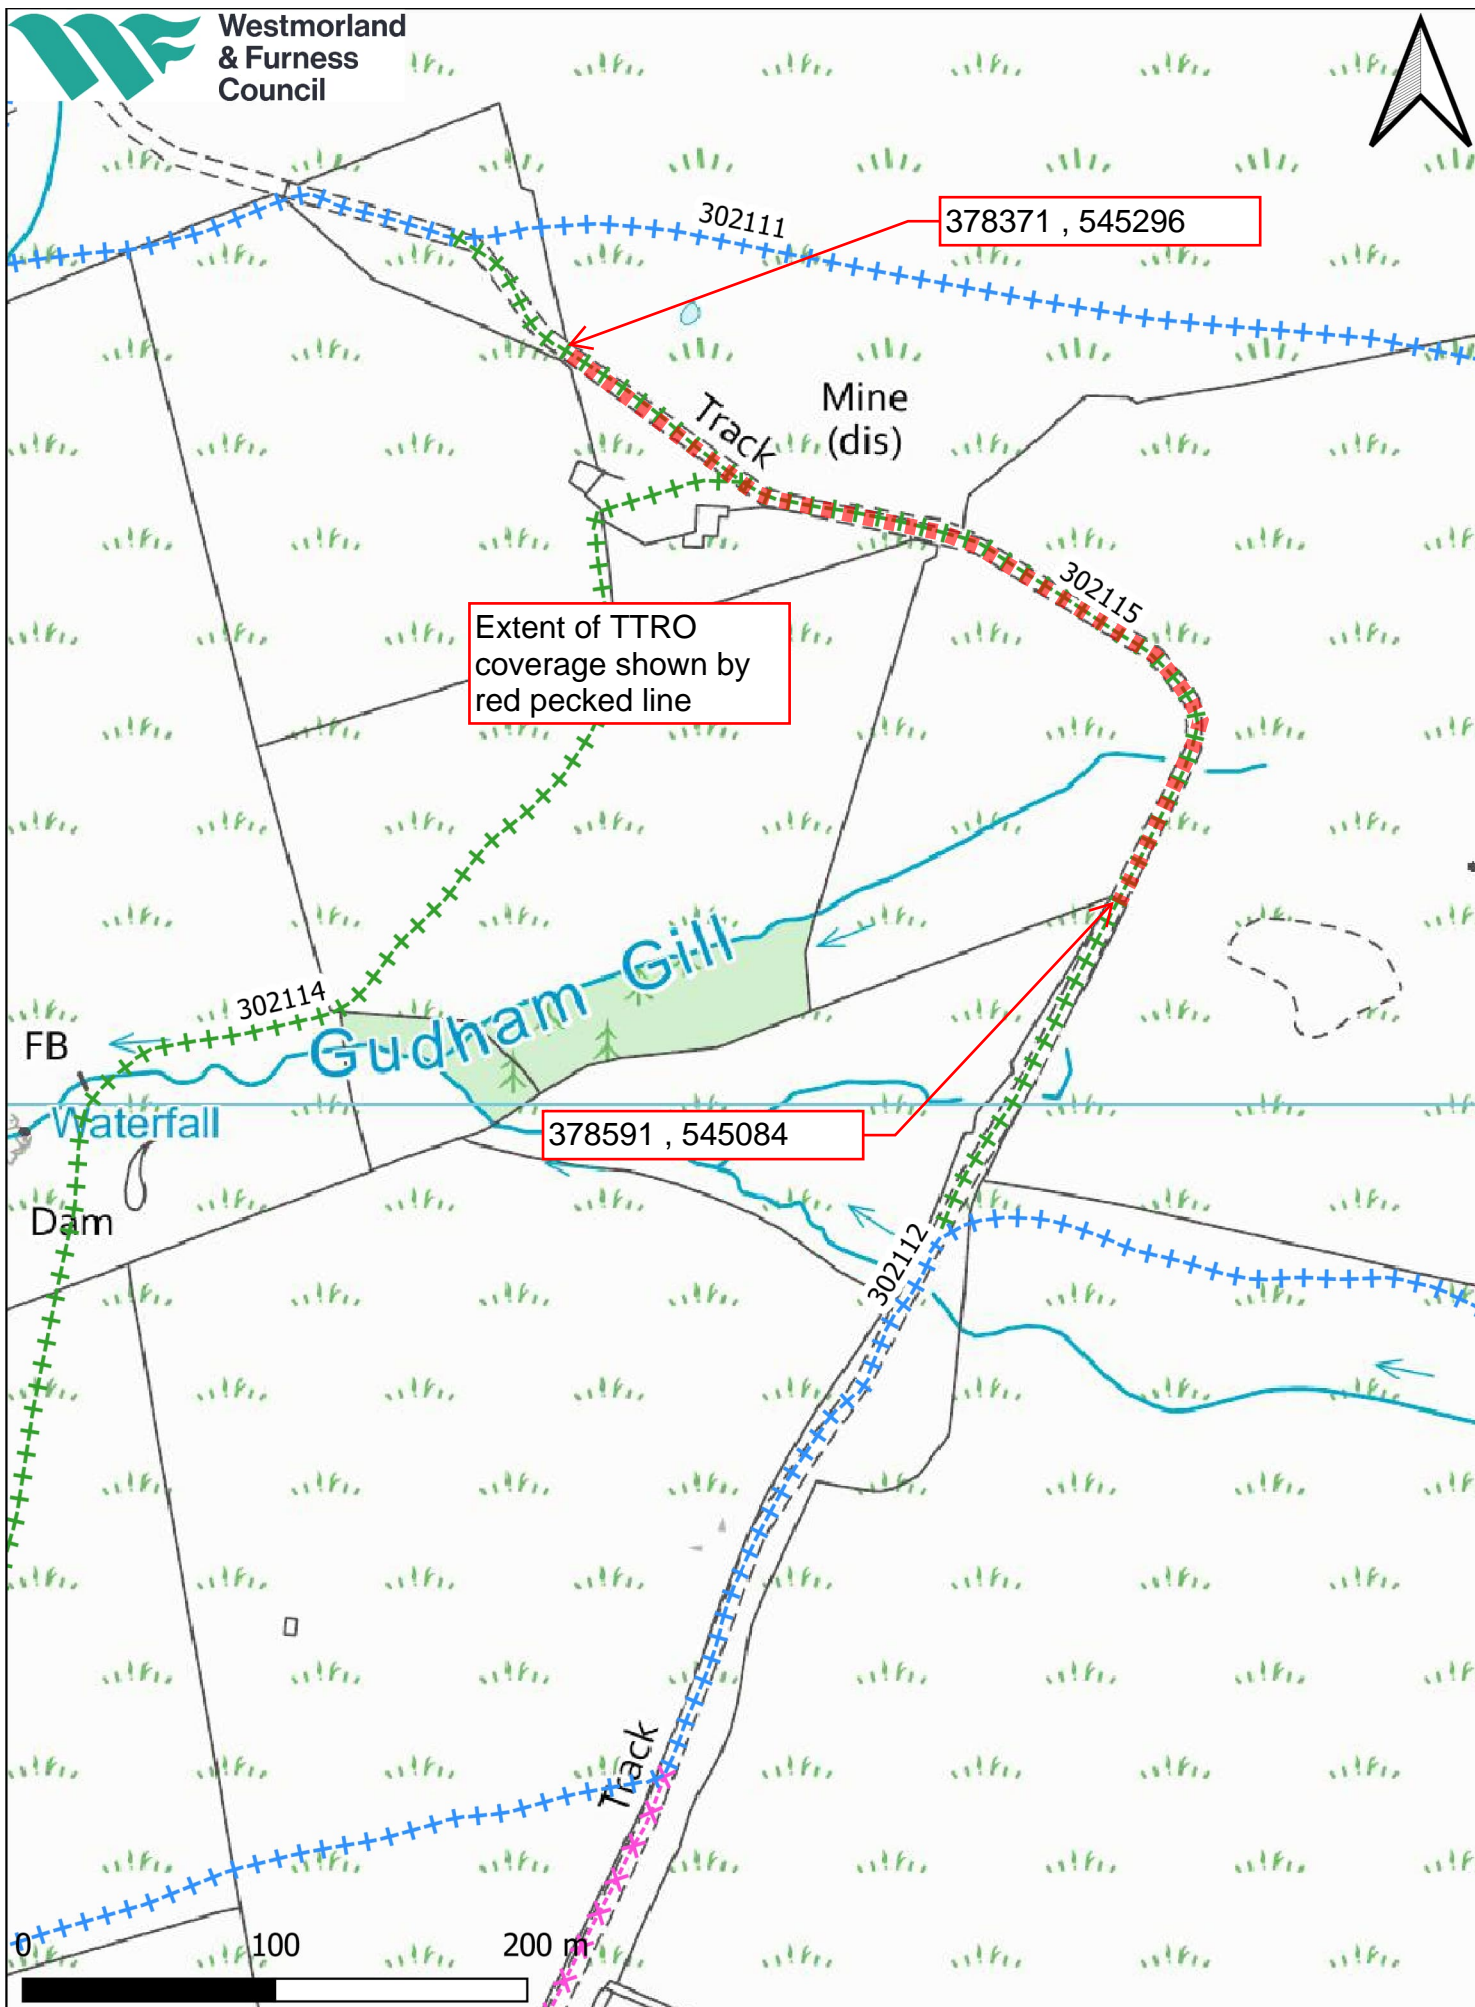 Westmorland
& Furness
Council
302111
378371 , 545296
Track
Mine
(dis)
302115
Extent of TTRO
coverage shown by
red pecked line
Gudham Gill
302114
FB
Waterfall
378591 , 545084
Dam
302112
Track
0 100 200 m